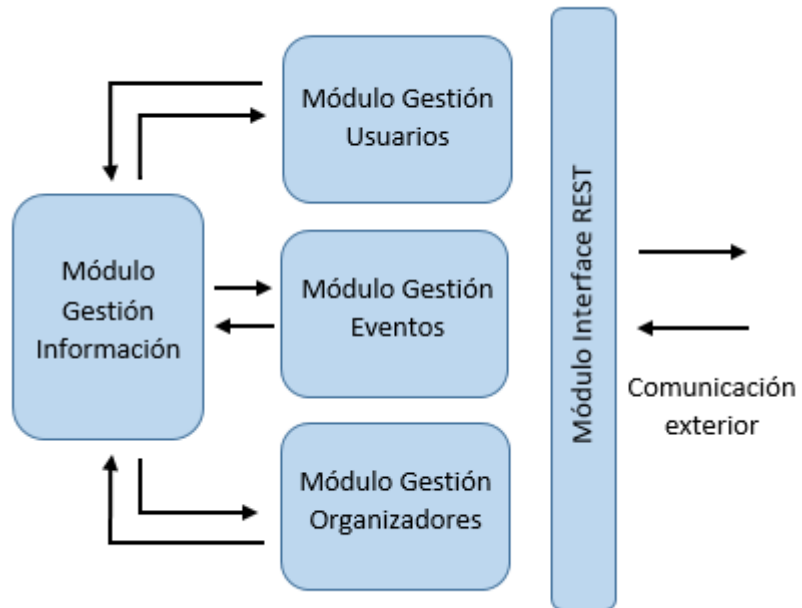 Módulo Gestión
Usuarios
Módulo
Gestión
Información
Módulo Gestión
Eventos
Módulo Gestión
Organizadores
Módulo Interface REST
Comunicación
exterior